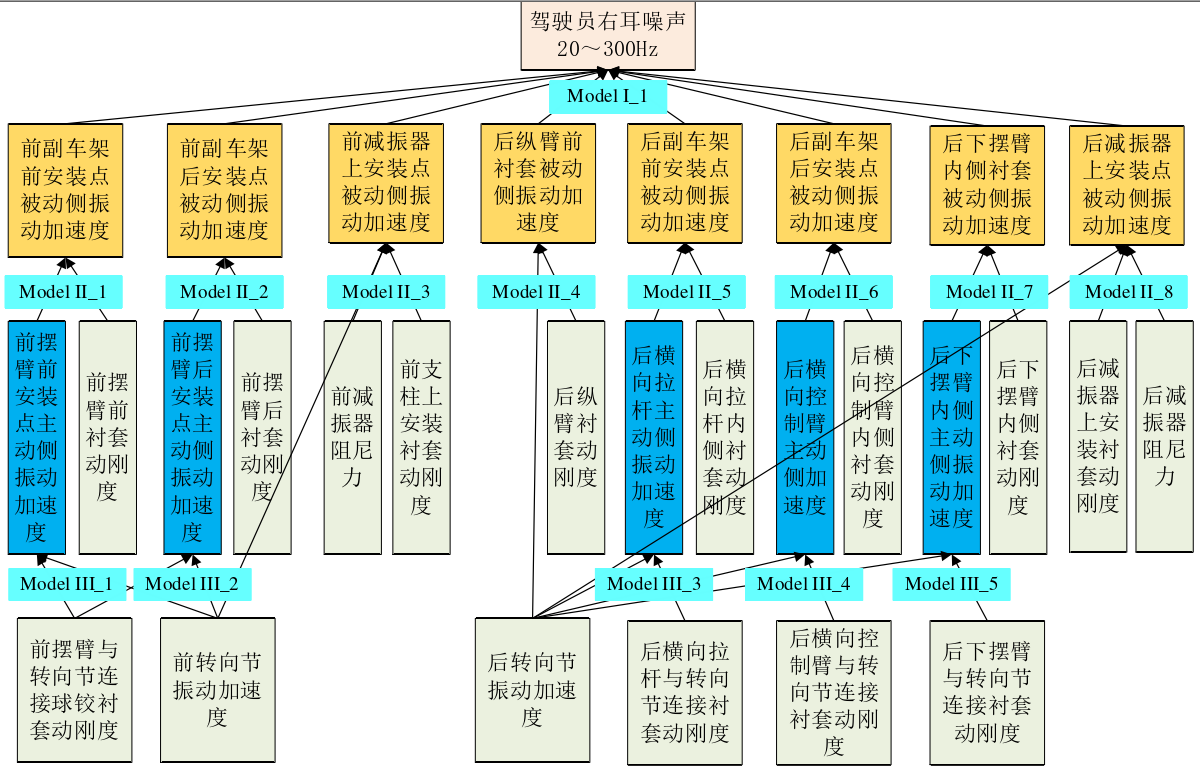 驾驶员右耳噪声
20～300Hz
Model I_1
前副车架
前安装点
被动侧振
动加速度
前副车架
后安装点
被动侧振
动加速度
前减振器
上安装点
被动侧振
动加速度
后纵臂前
衬套被动
侧振动加
速度
后副车架
前安装点
被动侧振
动加速度
后副车架
后安装点
被动侧振
动加速度
后下摆臂
内侧衬套
被动侧振
动加速度
后减振器
上安装点
被动侧振
动加速度
Model II_1
Model II_2
Model II_3
Model II_4
Model II_5
Model II_6
Model II_7
Model II_8
前摆
臂前
安装
点主
动侧
振动
加速
度
前摆
臂前
衬套
动刚
度
前摆
臂后
安装
点主
动侧
振动
加速
度
前摆
臂后
衬套
动刚
度
前减
振器
阻尼
力
前支
柱上
安装
衬套
动刚
度
后纵
臂衬
套动
刚度
后横
向拉
杆主
动侧
振动
加速
度
后横
向拉
杆内
侧衬
套动
刚度
后横
向控
制臂
主动
侧加
速度
后横
向控
制臂
内侧
衬套
动刚
度
后下
摆臂
内侧
主动
侧振
动加
速度
后下
摆臂
内侧
衬套
动刚
度
后减
振器
上安
装衬
套动
刚度
后减
振器
阻尼
力
Model III_1
Model III_2
Model III_3
Model III_4
Model III_5
前摆臂与
转向节连
接球铰衬
套动刚度
前转向节
振动加速
度
后转向节
振动加速
度
后横向拉
杆与转向
节连接衬
套动刚度
后横向控
制臂与转
向节连接
衬套动刚
度
后下摆臂
与转向节
连接衬套
动刚度